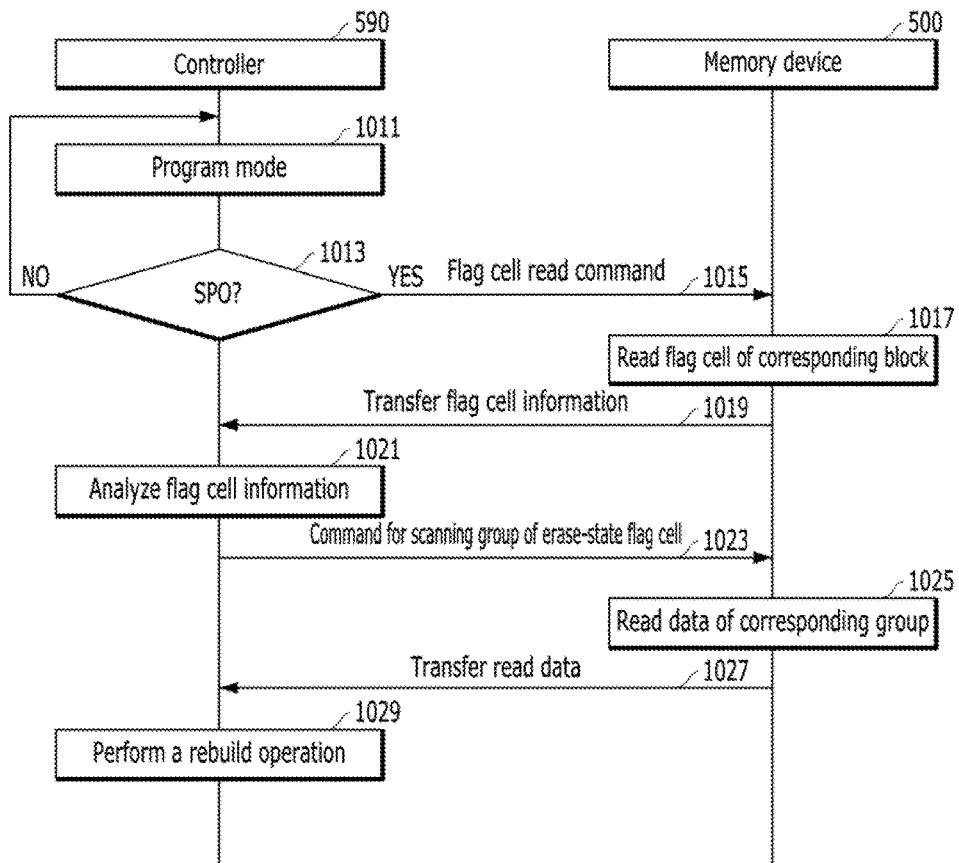 590
500
Controller
Memory device
1011
Program mode
1013
NO
SPO?
YES
Flag cell read command
1015
1017
Read flag cell of corresponding block
Transfer flag cell information
1019
1021
Analyze flag cell information
Command for scanning group of erase-state flag cell
1023
1025
Read data of corresponding group
Transfer read data
1027
1029
Perform a rebuild operation